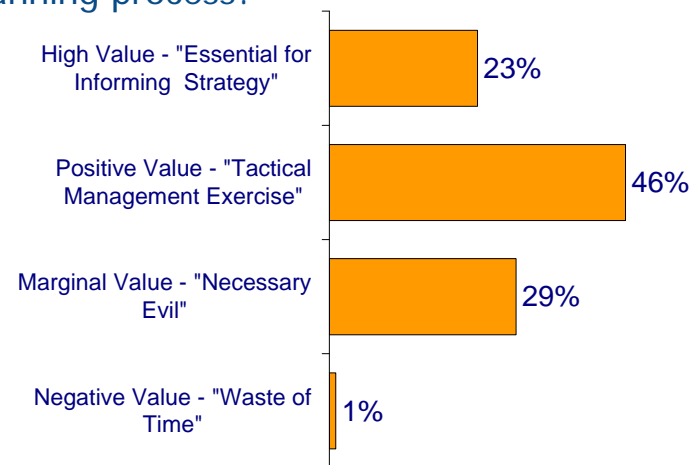 process?
High Value - "Essential for
Informing Strategy"
23%
Positive Value - "Tactical
Management Exercise"
46%
Marginal Value - "Necessary
Evil"
29%
Negative Value - "Waste of
Time"
1%